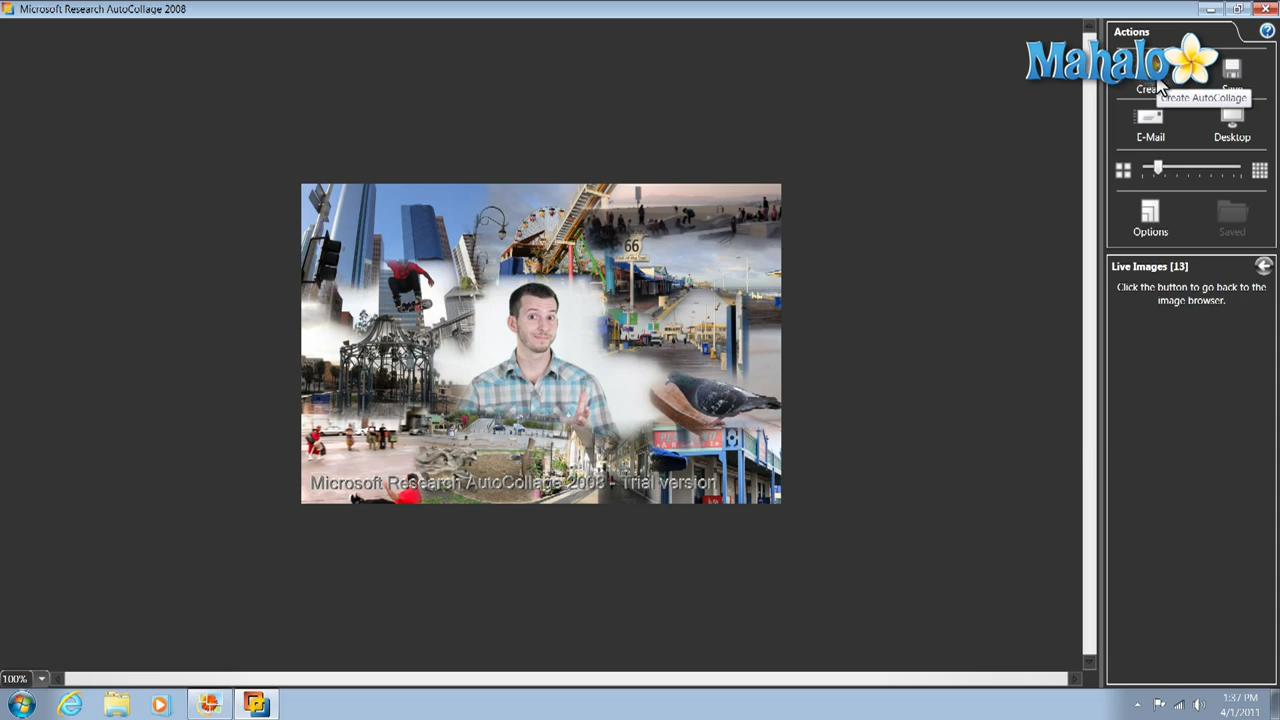 Microsoft Research AutoCollage 2008
Actions
Mahalo
Create AutoCollage
E-Mail
Desktop
Options
Saved
Live Images [13]
Click the button to go back to the
image browser.
66
Microsoft Research AutoCollage 2008 - Trial version
100%
1:37 PM
4/1/2011